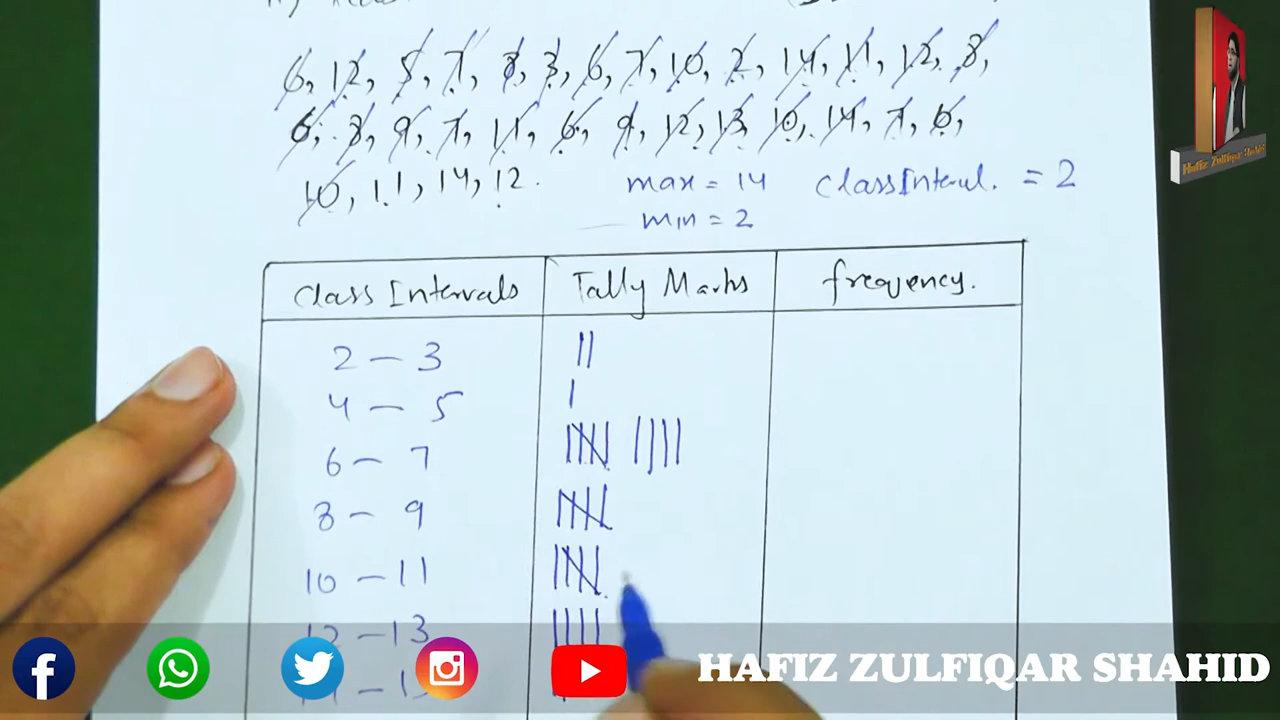 6, 12, 5, 7, 8, 3, 6, 7, 10, 2, 14, 11, 12, 8,
6, 8, 9, 7, 11, 6, 9, 12, 13, 10, 14, 7, 6,
10, 11, 14, 12. max = 14 Class Interval. = 2
min = 2
Hafiz Zulfiqar Shahid
Class Intervals Tally Marks frequency.
2 – 3 ||
4 – 5 |
6 – 7 |||| ||||
8 – 9 ||||
10 – 11 ||||
12 – 13 ||||
HAFIZ ZULFIQAR SHAHID